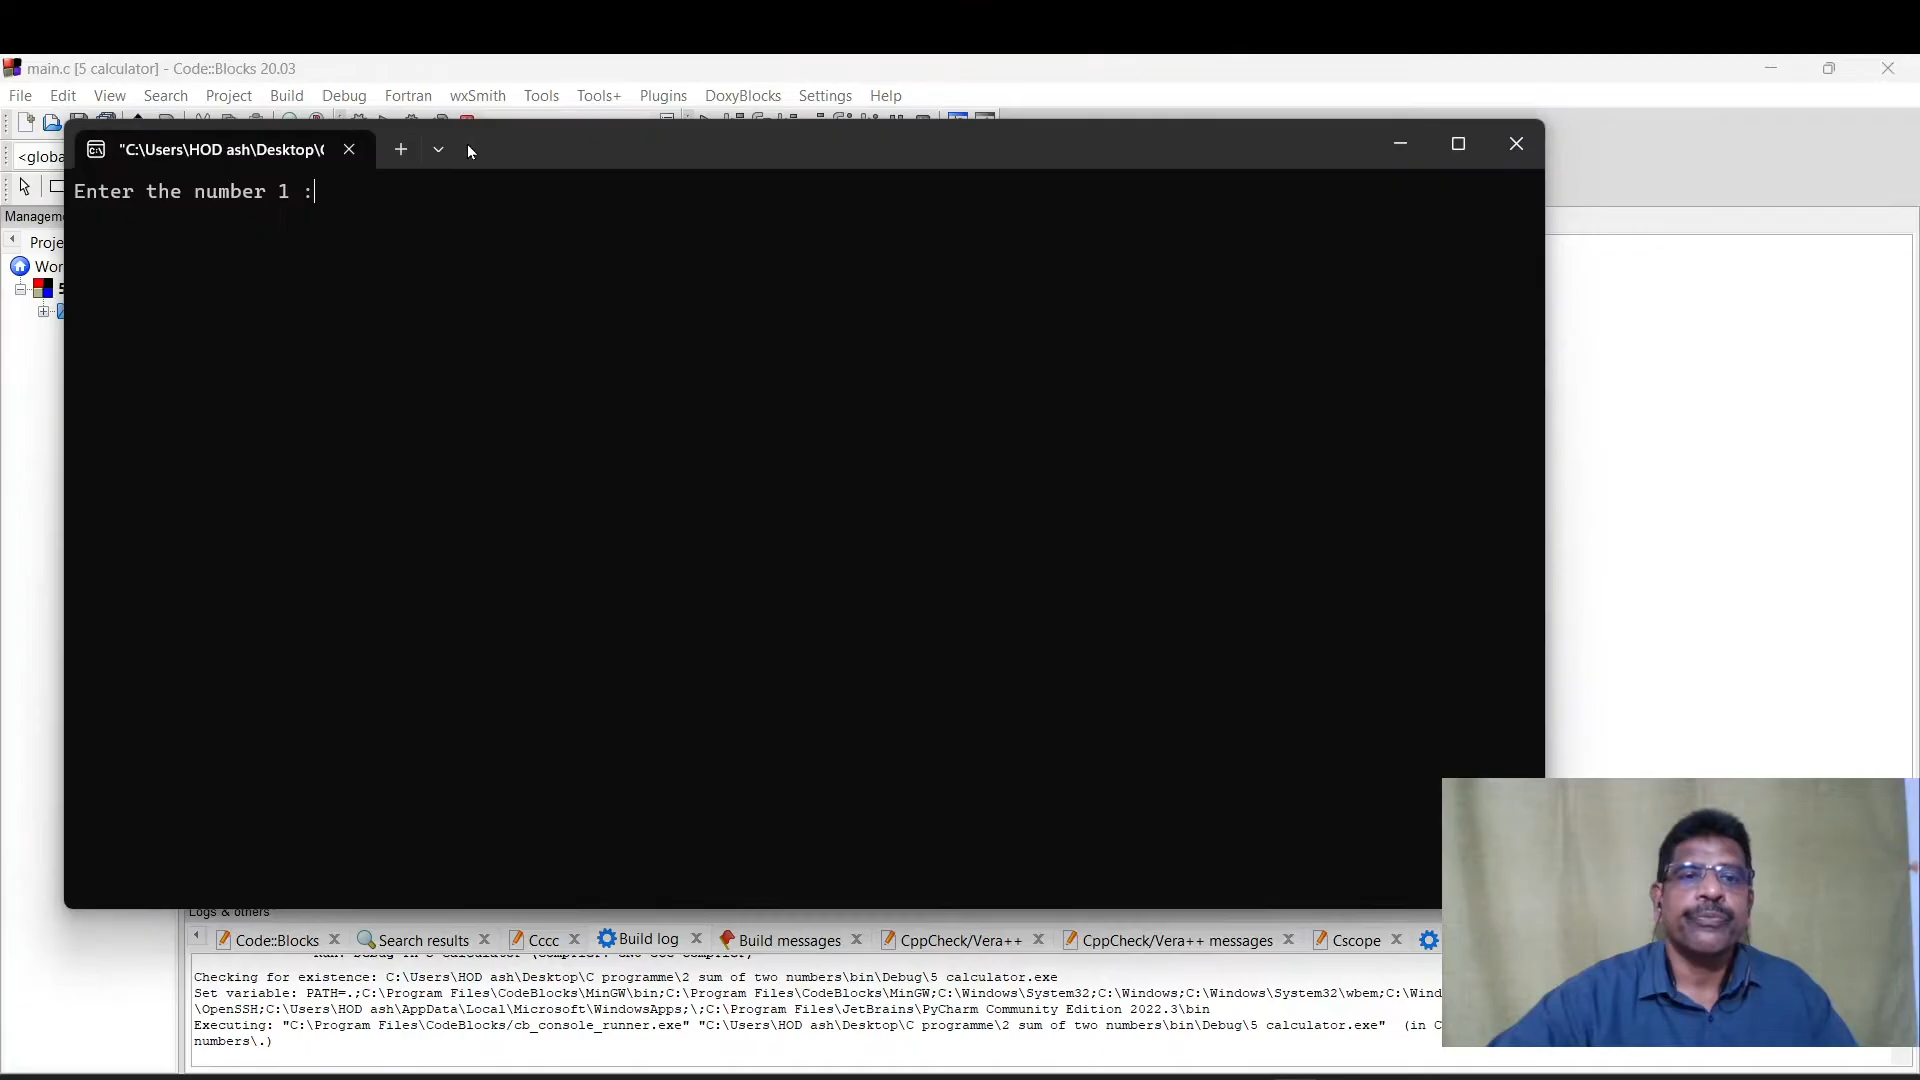 main.c [5 calculator] - Code::Blocks 20.03
File Edit View Search Project Build Debug Fortran wxSmith Tools Tools+ Plugins DoxyBlocks Settings Help
"C:\Users\HOD ash\Desktop\C
<globa
Enter the number 1 :
Managem
Proje
Wor
5
Logs & others
Code::Blocks Search results Cccc Build log Build messages CppCheck/Vera++ CppCheck/Vera++ messages Cscope
Checking for existence: C:\Users\HOD ash\Desktop\C programme\2 sum of two numbers\bin\Debug\5 calculator.exe
Set variable: PATH=.;C:\Program Files\CodeBlocks\MinGW\bin;C:\Program Files\CodeBlocks\MinGW;C:\Windows\System32;C:\Windows;C:\Windows\System32\wbem;C:\Wind
\OpenSSH;C:\Users\HOD ash\AppData\Local\Microsoft\WindowsApps;\;C:\Program Files\JetBrains\PyCharm Community Edition 2022.3\bin
Executing: "C:\Program Files\CodeBlocks/cb_console_runner.exe" "C:\Users\HOD ash\Desktop\C programme\2 sum of two numbers\bin\Debug\5 calculator.exe" (in C
numbers\.)